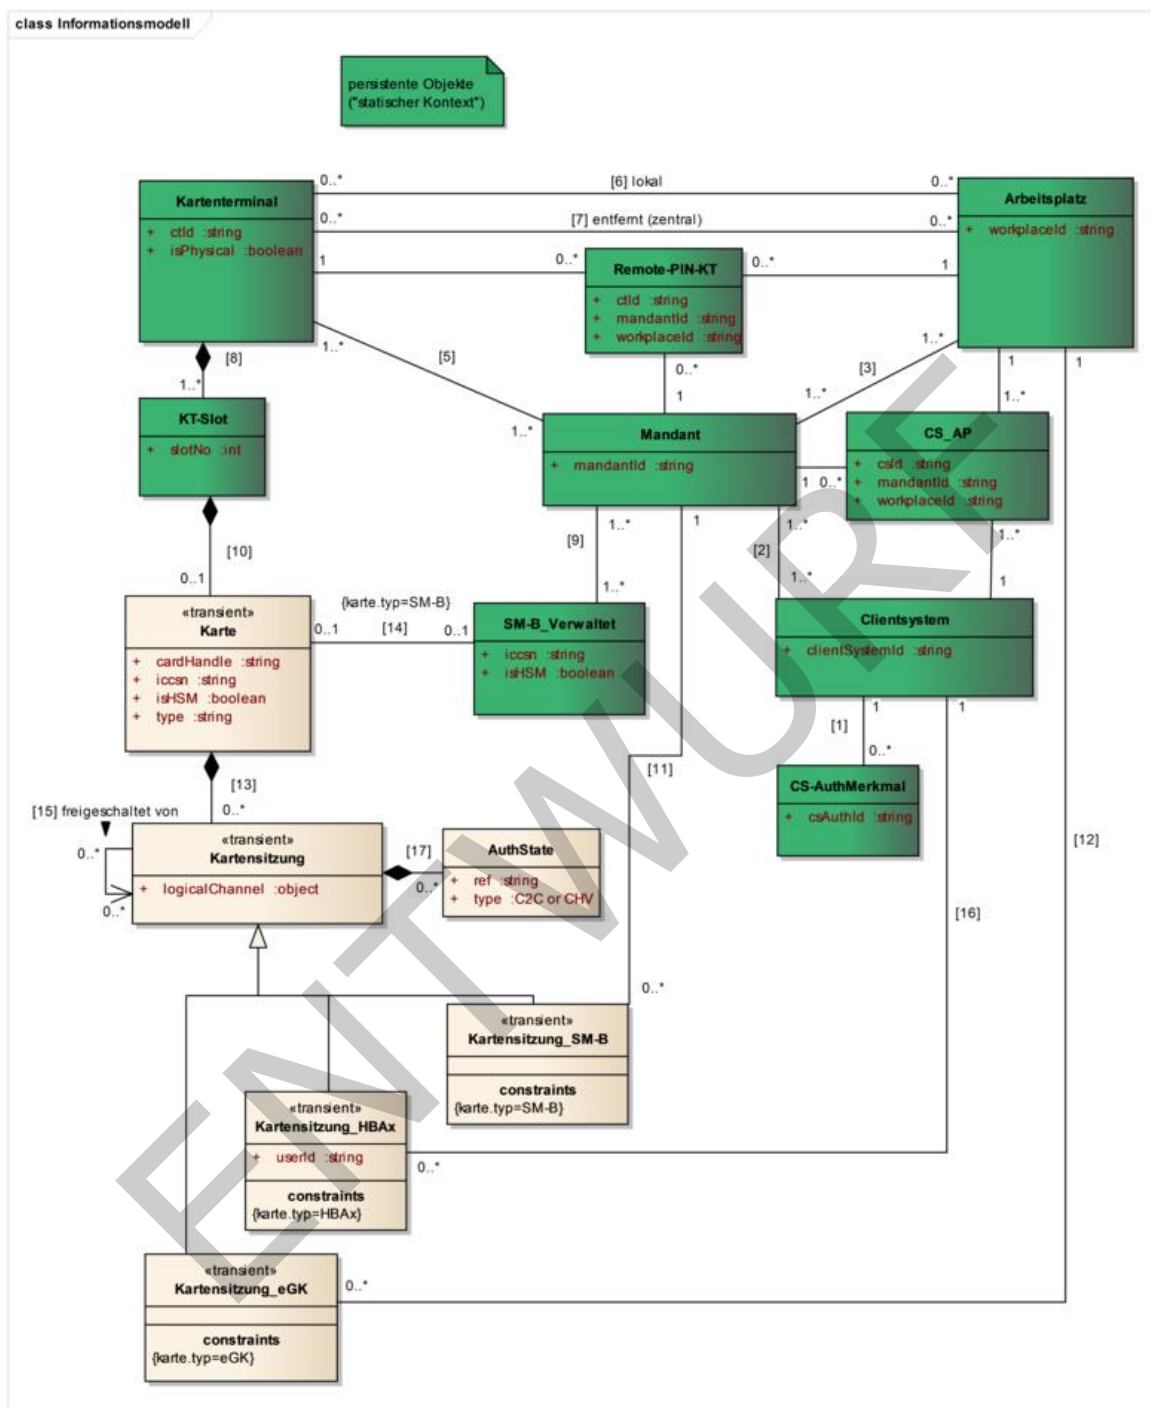 class Informationsmodell
persistente Objekte
("statischer Kontext")
0..*
[6] lokal
0..*
Kartenterminal
+ ctId :string
+ isPhysical :boolean
Arbeitsplatz
+ workplaceId :string
0..*
[7] entfernt (zentral)
0..*
1
0..*
Remote-PIN-KT
+ ctId :string
+ mandantId :string
+ workplaceId :string
0..*
1
1..*
[5]
0..*
1
[3]
1..*
1
1
[8]
1..*
1..*
1..*
1..*
KT-Slot
+ slotNo :int
Mandant
+ mandantId :string
CS_AP
+ csId :string
+ mandantId :string
+ workplaceId :string
1
0..*
[10]
0..1
[9]
1..*
1
[2]
1..*
1..*
1
1..*
1..*
«transient»
Karte
+ cardHandle :string
+ iccsn :string
+ isHSM :boolean
+ type :string
{karte.typ=SM-B}
0..1
[14]
0..1
SM-B_Verwaltet
+ iccsn :string
+ isHSM :boolean
Clientsystem
+ clientSystemId :string
1
[1]
0..*
1
[11]
[13]
0..*
CS-AuthMerkmal
+ csAuthId :string
[15] freigeschaltet von
0..*
0..*
«transient»
Kartensitzung
+ logicalChannel :object
[17]
0..*
AuthState
+ ref :string
+ type :C2C or CHV
[12]
[16]
0..*
«transient»
Kartensitzung_SM-B
constraints
{karte.typ=SM-B}
«transient»
Kartensitzung_HBAx
+ userId :string
constraints
{karte.typ=HBAx}
0..*
«transient»
Kartensitzung_eGK
constraints
{karte.typ=eGK}
0..*
ENTWURF